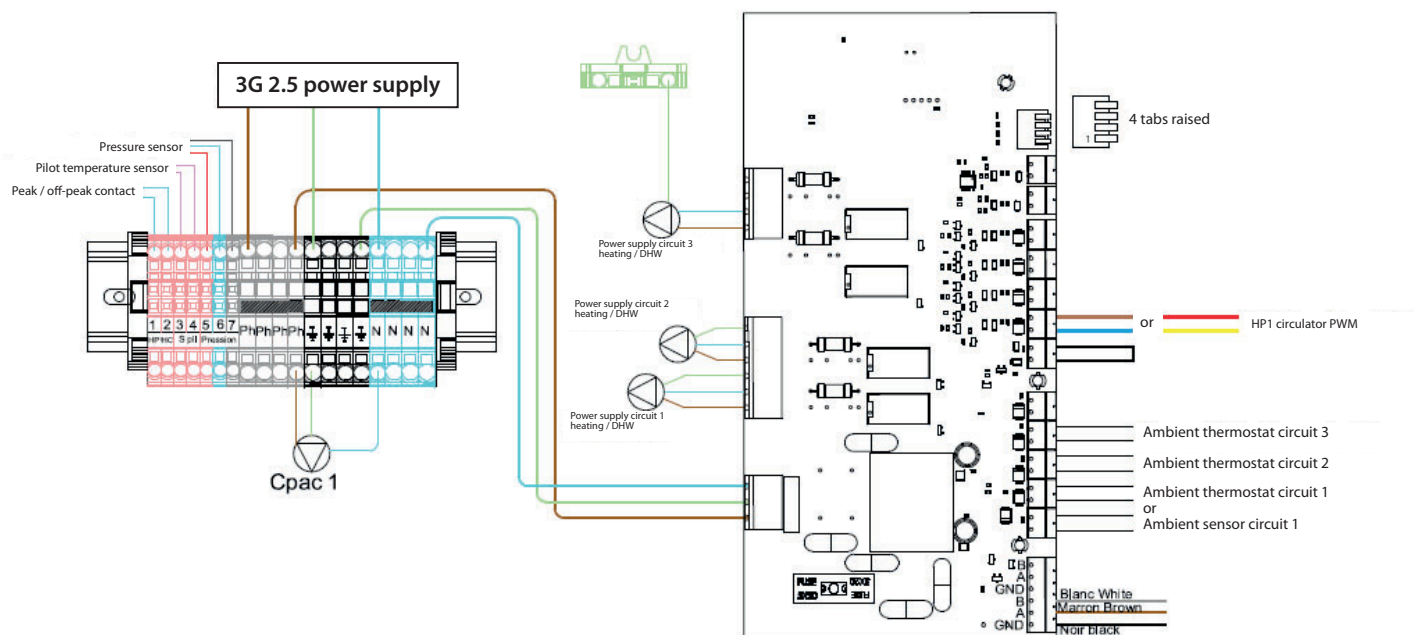 3G 2.5 power supply
Pressure sensor
Pilot temperature sensor
Peak / off-peak contact
1 2 3 4 5 6 7
HP HC S pil Pression
Ph Ph Ph Ph
N N N N
Cpac 1
Power supply circuit 3
heating / DHW
Power supply circuit 2
heating / DHW
Power supply circuit 1
heating / DHW
1
4 tabs raised
or
HP1 circulator PWM
Ambient thermostat circuit 3
Ambient thermostat circuit 2
Ambient thermostat circuit 1
or
Ambient sensor circuit 1
B
A
GND
B
A
GND
Blanc White
Marron Brown
Noir black